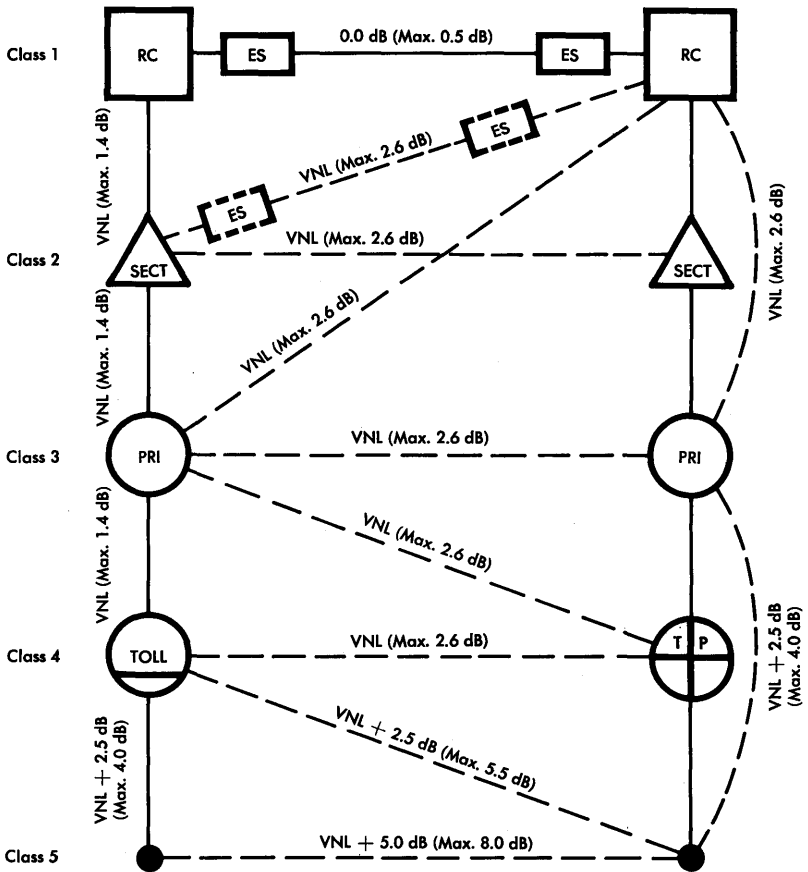 0.0 dB (Max. 0.5 dB)
Class 1
RC
ES
ES
RC
VNL (Max. 1.4 dB)
ES
VNL (Max. 2.6 dB)
ES
VNL (Max. 2.6 dB)
Class 2
SECT
VNL (Max. 2.6 dB)
SECT
VNL (Max. 1.4 dB)
VNL (Max. 2.6 dB)
Class 3
PRI
VNL (Max. 2.6 dB)
PRI
VNL (Max. 1.4 dB)
VNL (Max. 2.6 dB)
Class 4
TOLL
VNL (Max. 2.6 dB)
T P
VNL + 2.5 dB
(Max. 4.0 dB)
VNL + 2.5 dB
(Max. 4.0 dB)
VNL + 2.5 dB (Max. 5.5 dB)
Class 5
VNL + 5.0 dB (Max. 8.0 dB)